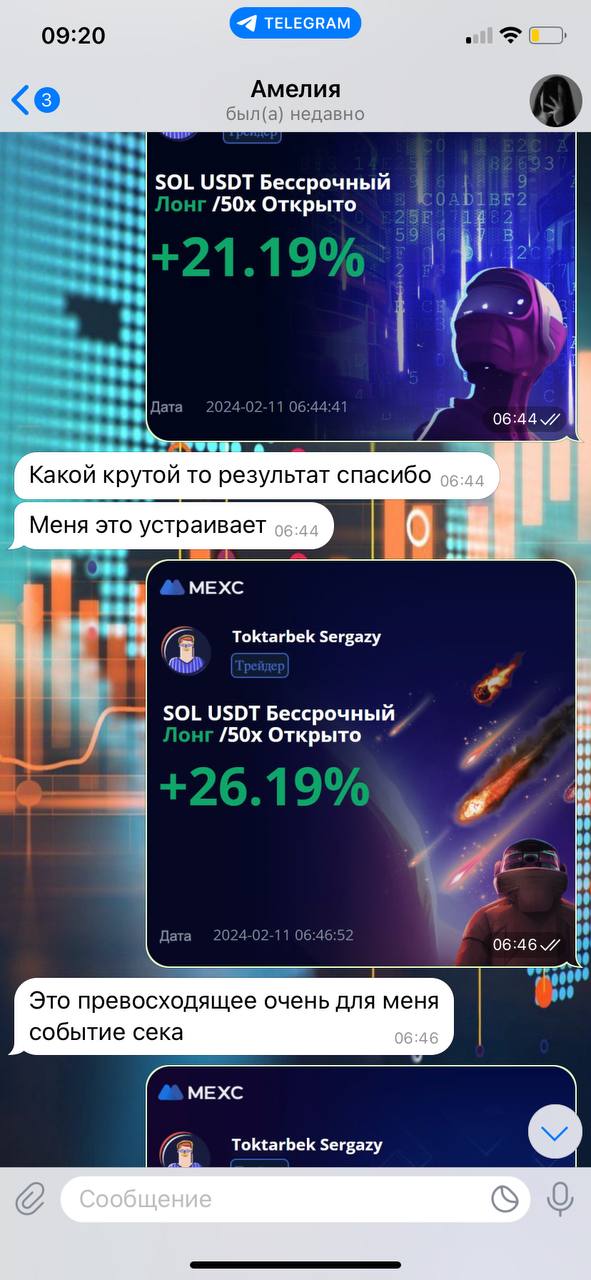 09:20
TELEGRAM
3
Амелия
был(а) недавно
Трейдер
SOL USDT Бессрочный
Лонг /50x Открыто
+21.19%
Дата 2024-02-11 06:44:41
06:44
Какой крутой то результат спасибо 06:44
Меня это устраивает 06:44
MEXC
Toktarbek Sergazy
Трейдер
SOL USDT Бессрочный
Лонг /50x Открыто
+26.19%
Дата 2024-02-11 06:46:52
06:46
Это превосходящее очень для меня
событие сека 06:46
MEXC
Toktarbek Sergazy
Сообщение